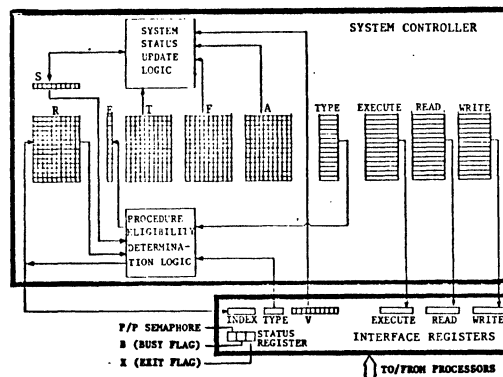 SYSTEM CONTROLLER
SYSTEM
STATUS
UPDATE
LOGIC
S
R E T F A TYPE EXECUTE READ WRITE
PROCEDURE
ELIGIBILITY
DETERMINA-
TION LOGIC
INDEX TYPE V EXECUTE READ WRITE
P/P SEMAPHORE
STATUS
REGISTER
INTERFACE REGISTERS
B (BUSY FLAG)
X (EXIT FLAG)
TO/FROM PROCESSORS